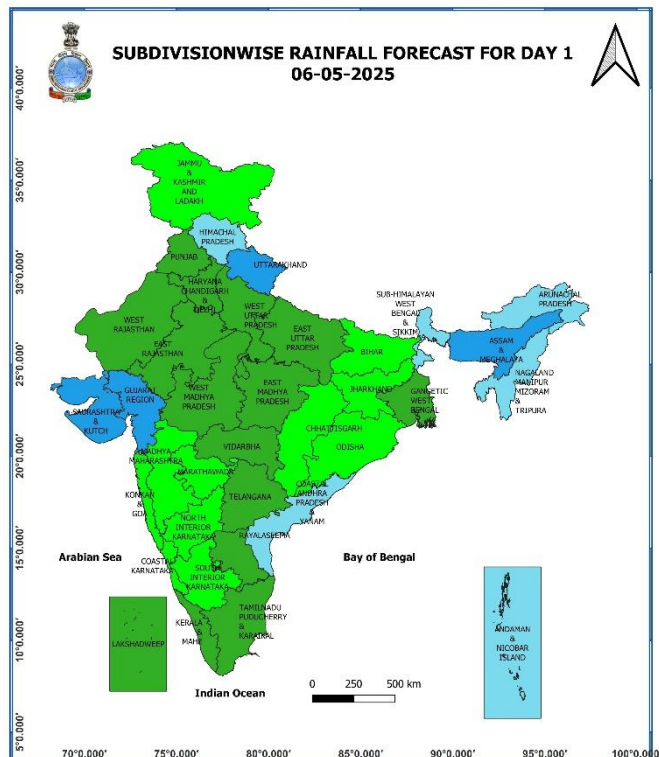 SUBDIVISIONWISE RAINFALL FORECAST FOR DAY 1
06-05-2025
40°0.000'
35°0.000'
30°0.000'
25°0.000'
20°0.000'
15°0.000'
10°0.000'
5°0.000'
JAMMU
&
KASHMIR
AND
LADAKH
HIMACHAL
PRADESH
PUNJAB
UTTARAKHAND
HARYANA
CHANDIGARH
&
DELHI
WEST
UTTAR
PRADESH
EAST
UTTAR
PRADESH
WEST
RAJASTHAN
EAST
RAJASTHAN
SUB-HIMALAYAN
WEST
BENGAL
&
SIKKIM
ARUNACHAL
PRADESH
ASSAM
&
MEGHALAYA
NAGALAND
MANIPUR
MIZORAM
&
TRIPURA
BIHAR
JHARKHAND
GANGETIC
WEST
BENGAL
GUJARAT
REGION
SAURASHTRA
&
KUTCH
WEST
MADHYA
PRADESH
EAST
MADHYA
PRADESH
CHHATTISGARH
ODISHA
VIDARBHA
MADHYA
MAHARASHTRA
MARATHAWADA
KONKAN
&
GOA
TELANGANA
COASTAL
ANDHRA
PRADESH
&
YANAM
RAYALASEEMA
NORTH
INTERIOR
KARNATAKA
COASTAL
KARNATAKA
SOUTH
INTERIOR
KARNATAKA
Arabian Sea
Bay of Bengal
TAMILNADU
PUDUCHERRY
&
KARAIKAL
KERALA
&
MAHE
LAKSHADWEEP
ANDAMAN
&
NICOBAR
ISLAND
Indian Ocean
0 250 500 km
70°0.000' 75°0.000' 80°0.000' 85°0.000' 90°0.000' 95°0.000' 100°0.000'